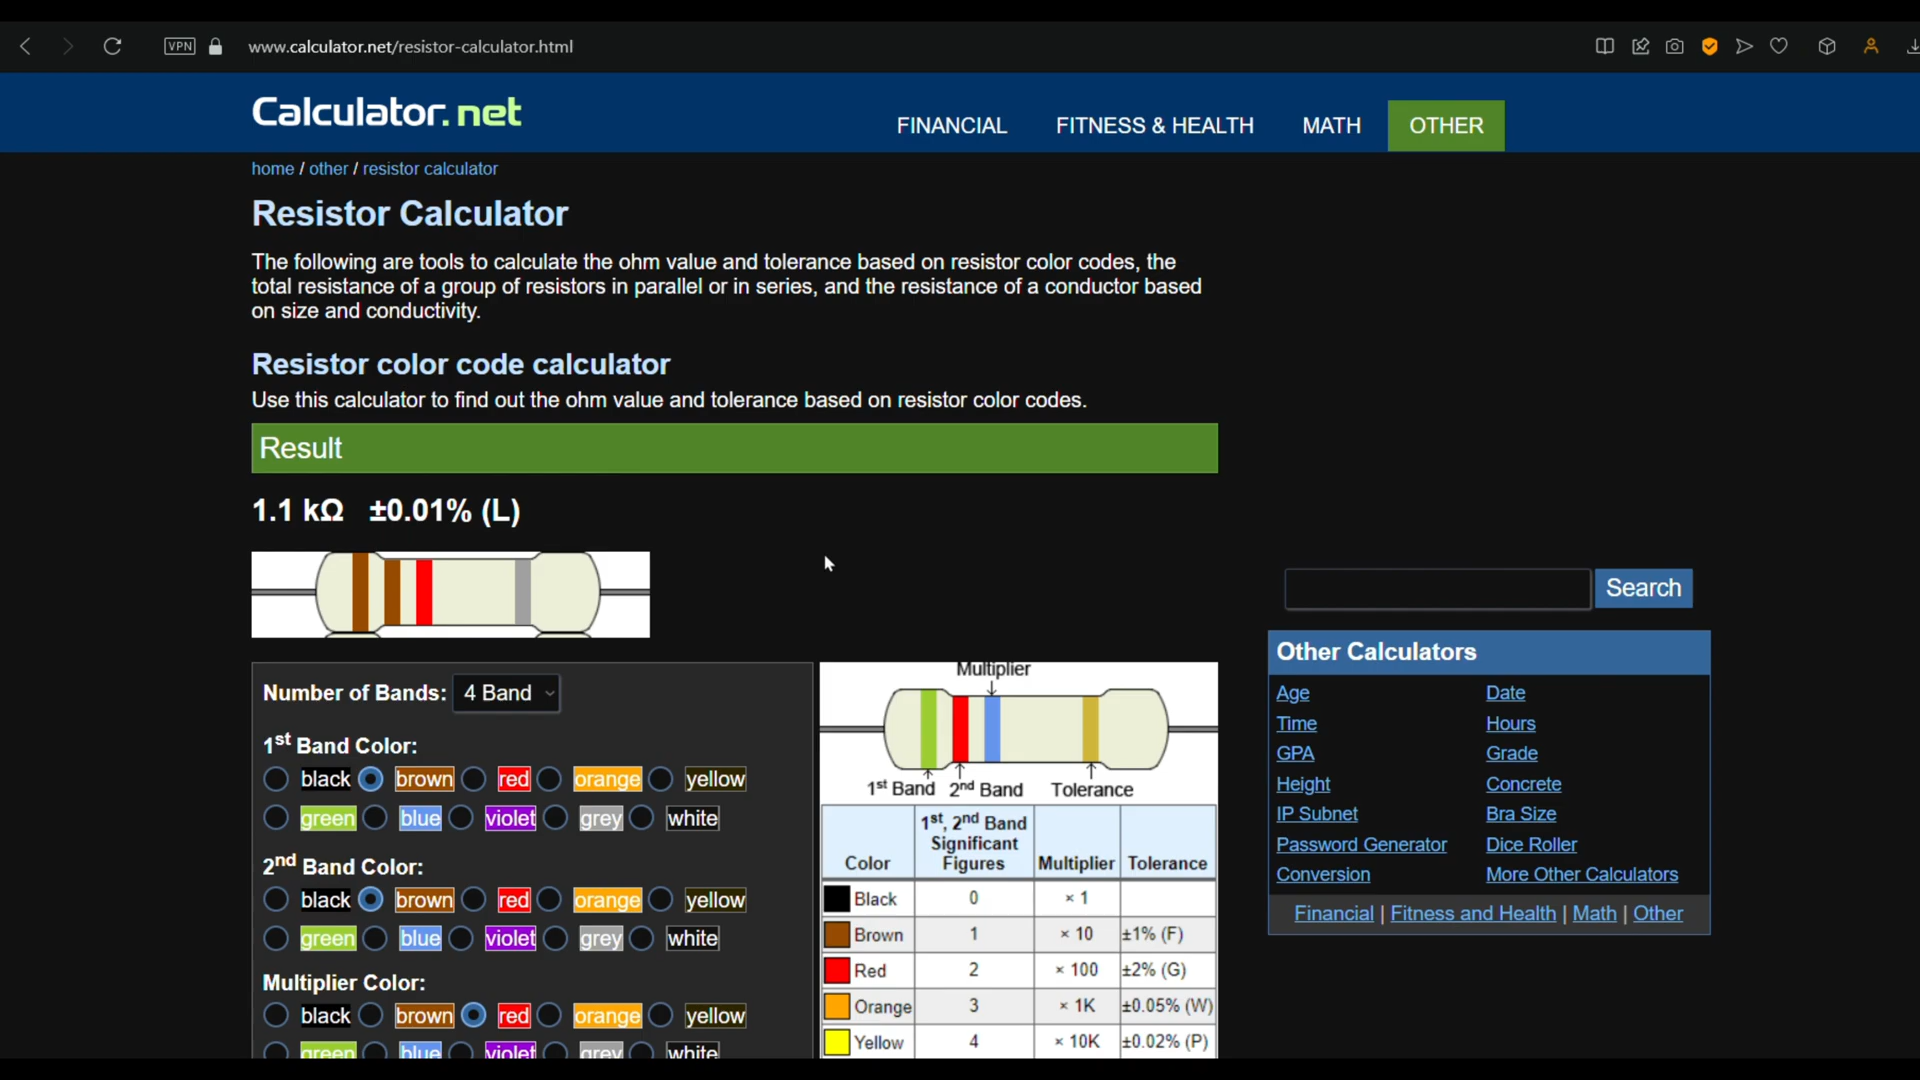 VPN www.calculator.net/resistor-calculator.html
Calculator.net
FINANCIAL FITNESS & HEALTH MATH OTHER
home / other / resistor calculator
Resistor Calculator
The following are tools to calculate the ohm value and tolerance based on resistor color codes, the
total resistance of a group of resistors in parallel or in series, and the resistance of a conductor based
on size and conductivity.
Resistor color code calculator
Use this calculator to find out the ohm value and tolerance based on resistor color codes.
Result
1.1 kΩ ±0.01% (L)
Number of Bands: 4 Band
1st Band Color:
black brown red orange yellow
green blue violet grey white
2nd Band Color:
black brown red orange yellow
green blue violet grey white
Multiplier Color:
black brown red orange yellow
green blue violet grey white
Multiplier
1st Band 2nd Band Tolerance
Color 1st, 2nd Band Significant Figures Multiplier Tolerance
Black 0 × 1
Brown 1 × 10 ±1% (F)
Red 2 × 100 ±2% (G)
Orange 3 × 1K ±0.05% (W)
Yellow 4 × 10K ±0.02% (P)
Search
Other Calculators
Age Date
Time Hours
GPA Grade
Height Concrete
IP Subnet Bra Size
Password Generator Dice Roller
Conversion More Other Calculators
Financial | Fitness and Health | Math | Other